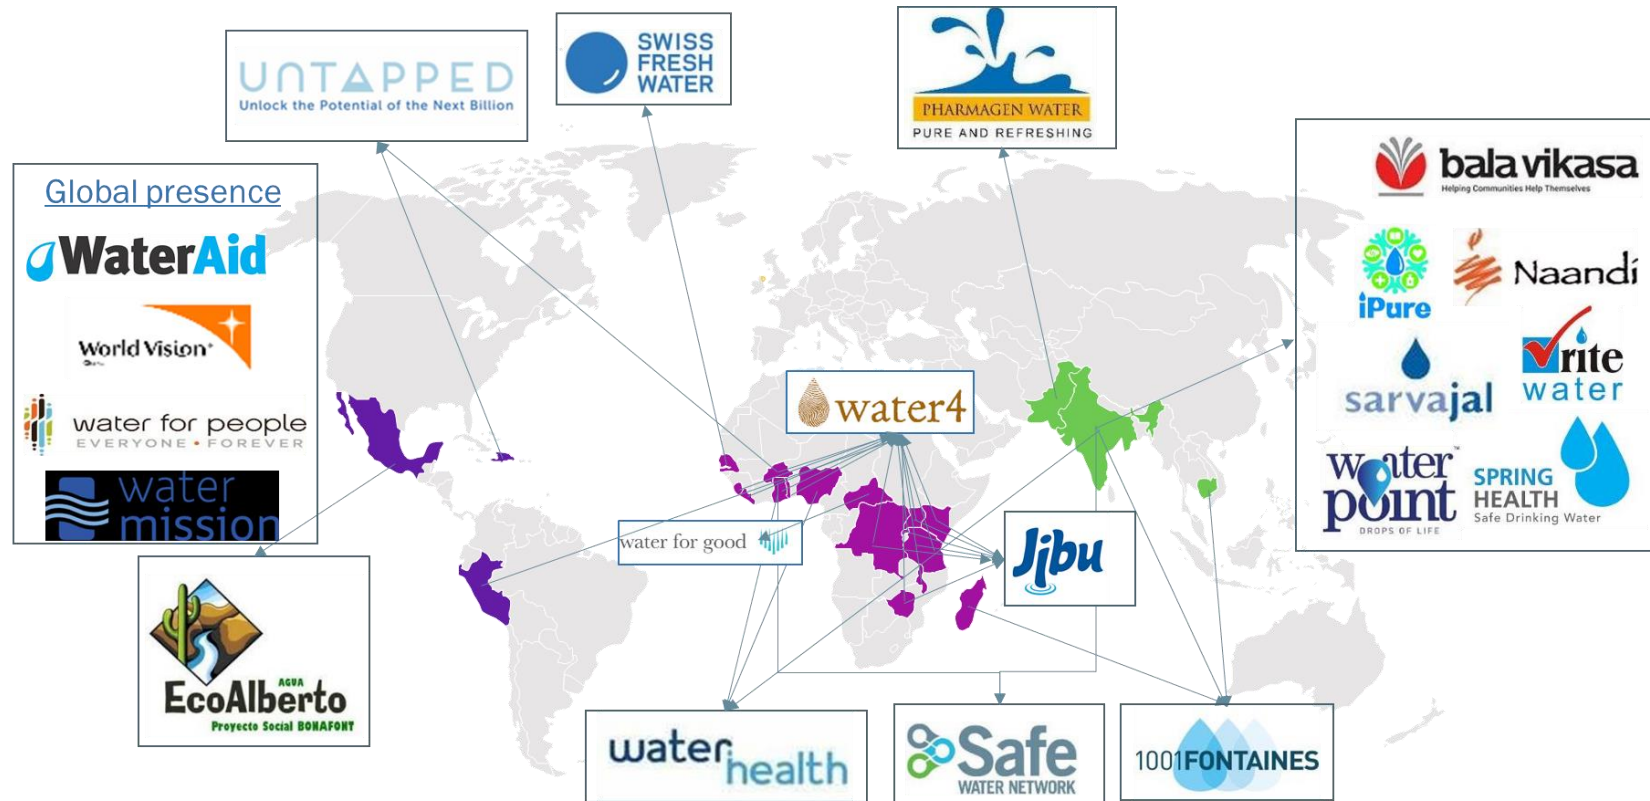 UNTAPPED
Unlock the Potential of the Next Billion
SWISS
FRESH
WATER
PHARMAGEN WATER
PURE AND REFRESHING
Global presence
WaterAid
World Vision
water for people
EVERYONE • FOREVER
water
mission
bala vikasa
Helping Communities Help Themselves
iPure
Naandi
sarvajal
rite
water
water
point™
DROPS OF LIFE
SPRING
HEALTH
Safe Drinking Water
water4
water for good
Jibu
AGUA
EcoAlberto
Proyecto Social BONAFONT
water
health
Safe
WATER NETWORK
1001FONTAINES